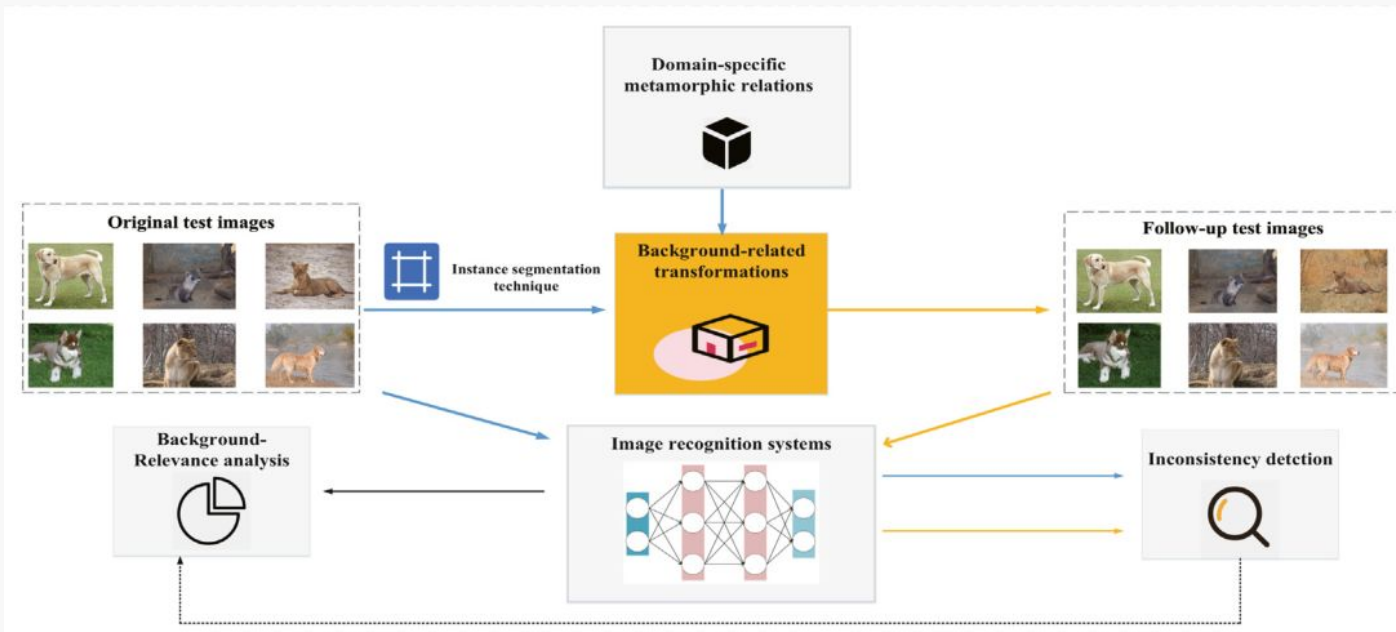 Domain-specific
metamorphic relations
Original test images
Instance segmentation
technique
Background-related
transformations
Follow-up test images
Background-
Relevance analysis
Image recognition systems
Inconsistency detction